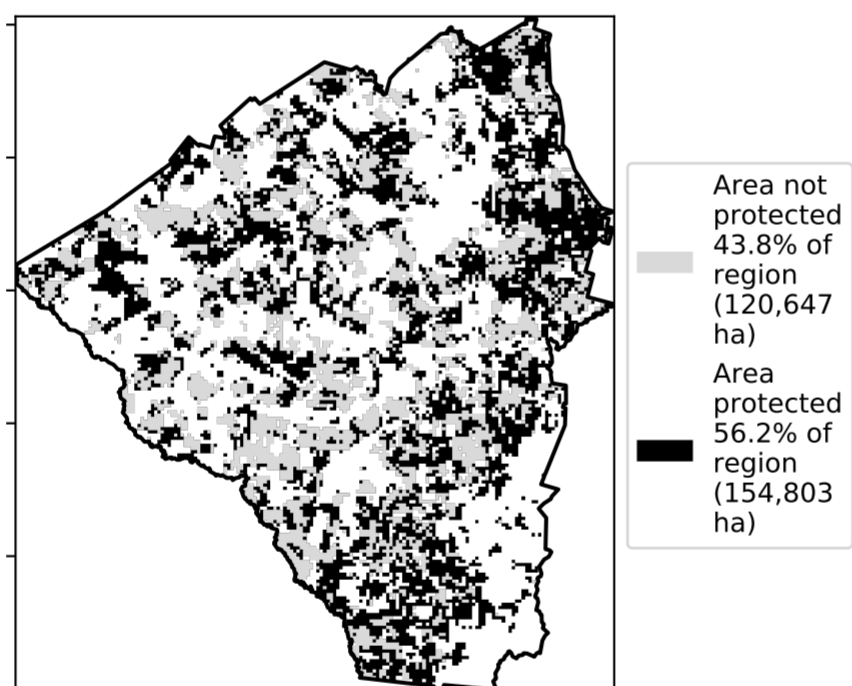 Area not
protected
43.8% of
region
(120,647
ha)
Area
protected
56.2% of
region
(154,803
ha)